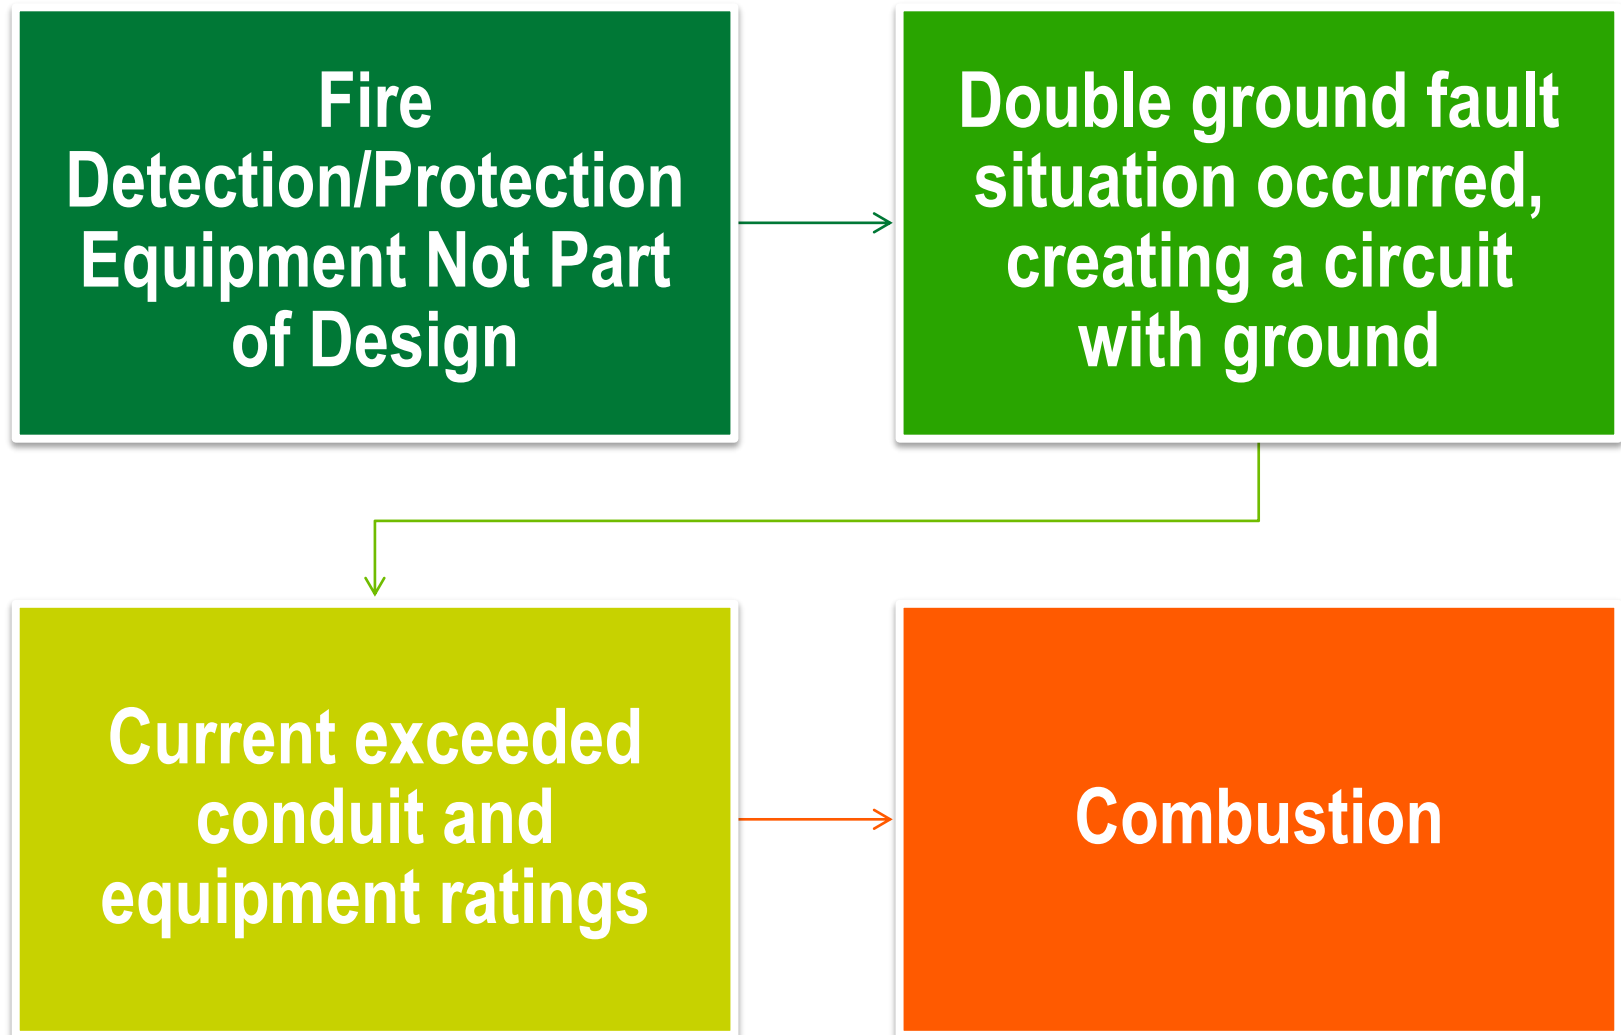 Fire
Detection/Protection
Equipment Not Part
of Design
Double ground fault
situation occurred,
creating a circuit
with ground
Current exceeded
conduit and
equipment ratings
Combustion